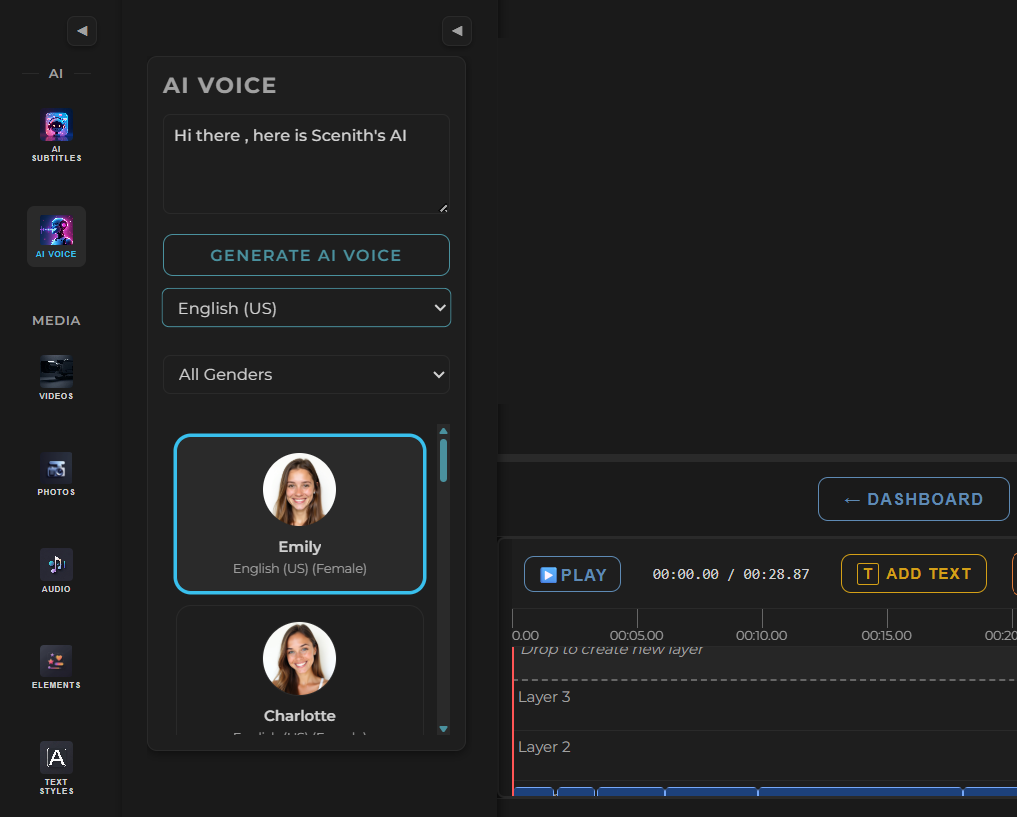 AI
AI
SUBTITLES
AI VOICE
MEDIA
VIDEOS
PHOTOS
AUDIO
ELEMENTS
TEXT
STYLES
AI VOICE
Hi there , here is Scenith's AI
GENERATE AI VOICE
English (US)
All Genders
Emily
English (US) (Female)
Charlotte
English (US) (Female)
← DASHBOARD
PLAY
00:00.00 / 00:28.87
T ADD TEXT
0.00 00:05.00 00:10.00 00:15.00 00:20
Drop to create new layer
Layer 3
Layer 2